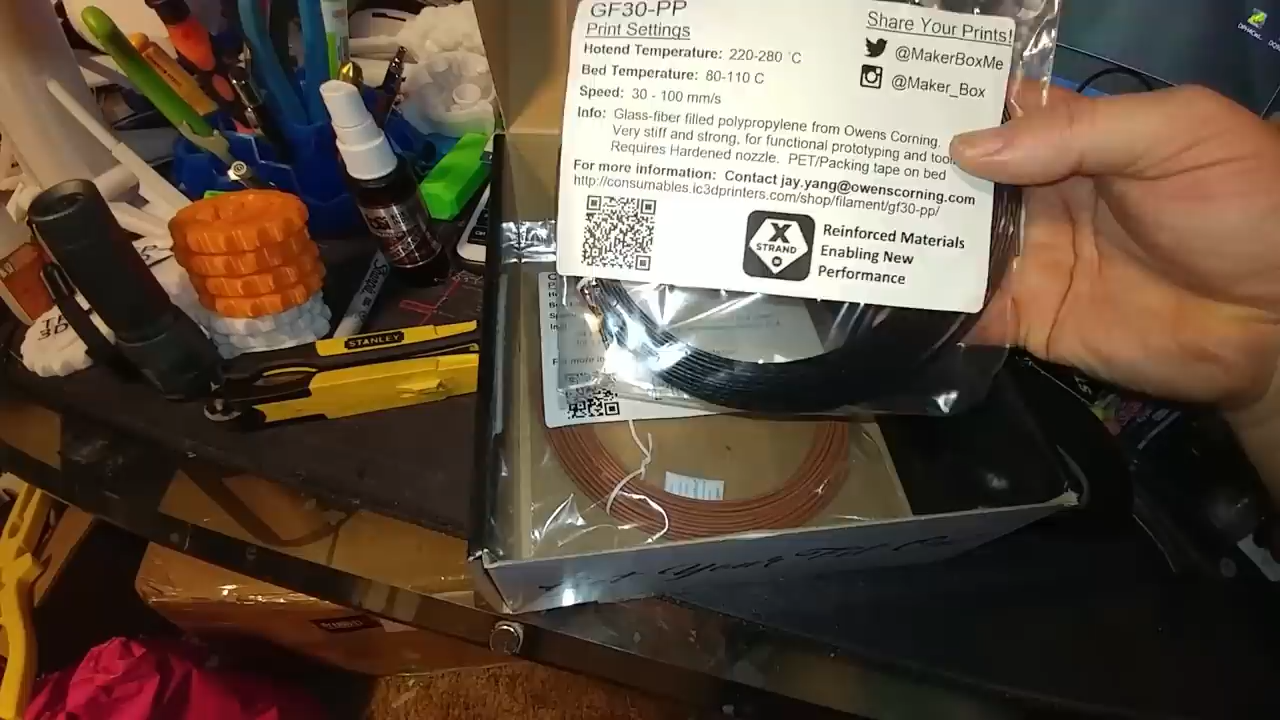 GF30-PP
Print Settings
Hotend Temperature: 220-280 °C
Bed Temperature: 80-110 C
Speed: 30 - 100 mm/s
Info: Glass-fiber filled polypropylene from Owens Corning.
Very stiff and strong, for functional prototyping and
Requires Hardened nozzle. PET/Packing tape on bed
For more information: Contact jay.yang@owenscorning.com
http://consumables.ic3dprinters.com/shop/filament/gf30-pp/
Share Your Prints!
@MakerBoxMe
@Maker_Box
X
STRAND
Reinforced Materials
Enabling New
Performance
STANLEY
For more